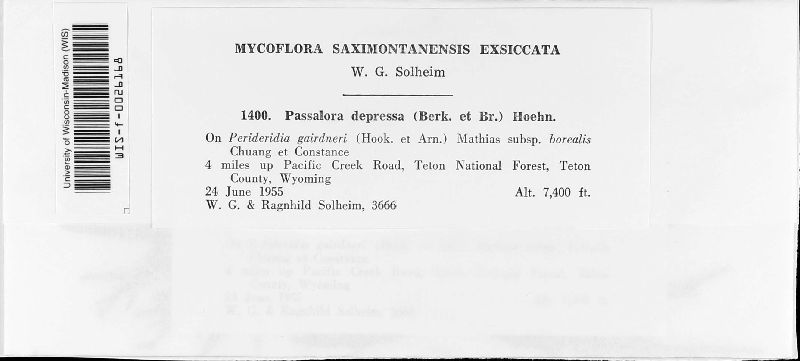 University of Wisconsin-Madison (WIS)
WIS-f-0029168
MYCOFLORA SAXIMONTANENSIS EXSICCATA
W. G. Solheim
1400. Passalora depressa (Berk. et Br.) Hoehn.
On Perideridia gairdneri (Hook. et Arn.) Mathias subsp. borealis
Chuang et Constance
4 miles up Pacific Creek Road, Teton National Forest, Teton
County, Wyoming
24 June 1955 Alt. 7,400 ft.
W. G. & Ragnhild Solheim, 3666